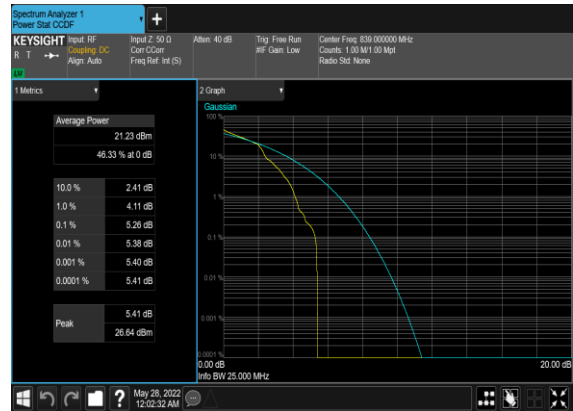 Spectrum Analyzer 1
Power Stat CCDF
+
KEYSIGHT Input: RF Input Z: 50 Ω Atten: 40 dB Trig: Free Run Center Freq: 839.000000 MHz
R T Coupling: DC Corr CCorr #IF Gain: Low Counts: 1.00 M/1.00 Mpt
Align: Auto Freq Ref: Int (S) Radio Std: None
LXI
1 Metrics
2 Graph
Average Power
21.23 dBm
46.33 % at 0 dB
10.0 % 2.41 dB
1.0 % 4.11 dB
0.1 % 5.26 dB
0.01 % 5.38 dB
0.001 % 5.40 dB
0.0001 % 5.41 dB
Peak
5.41 dB
26.64 dBm
Gaussian
100 %
10 %
1 %
0.1 %
0.01 %
0.001 %
0.0001 %
0.00 dB 20.00 dB
Info BW 25.000 MHz
?
May 28, 2022
12:02:32 AM